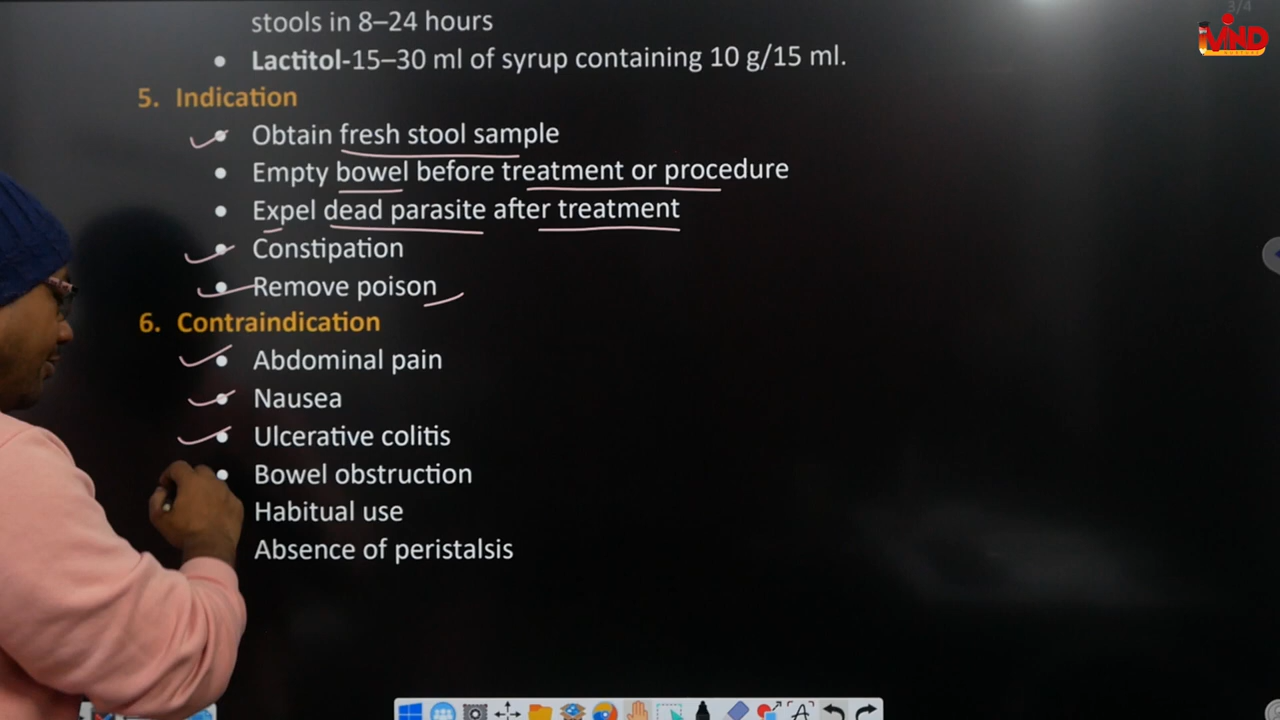 3/4
stools in 8–24 hours
• Lactitol-15–30 ml of syrup containing 10 g/15 ml.
5. Indication
• Obtain fresh stool sample
• Empty bowel before treatment or procedure
• Expel dead parasite after treatment
• Constipation
• Remove poison
6. Contraindication
• Abdominal pain
• Nausea
• Ulcerative colitis
• Bowel obstruction
Habitual use
Absence of peristalsis